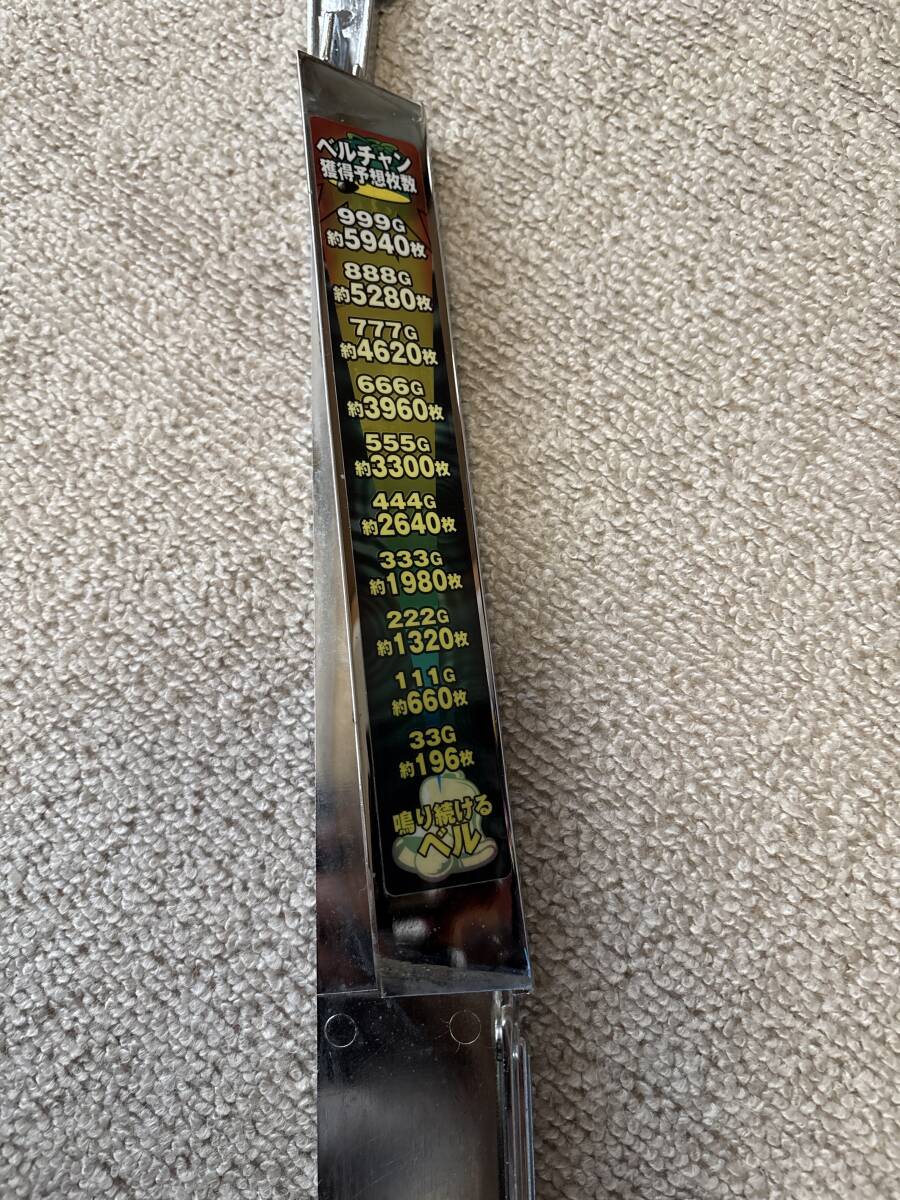 ベルチャン
獲得予想枚数
999G
約5940枚
888G
約5280枚
777G
約4620枚
666G
約3960枚
555G
約3300枚
444G
約2640枚
333G
約1980枚
222G
約1320枚
111G
約660枚
33G
約196枚
鳴り続ける
ベル